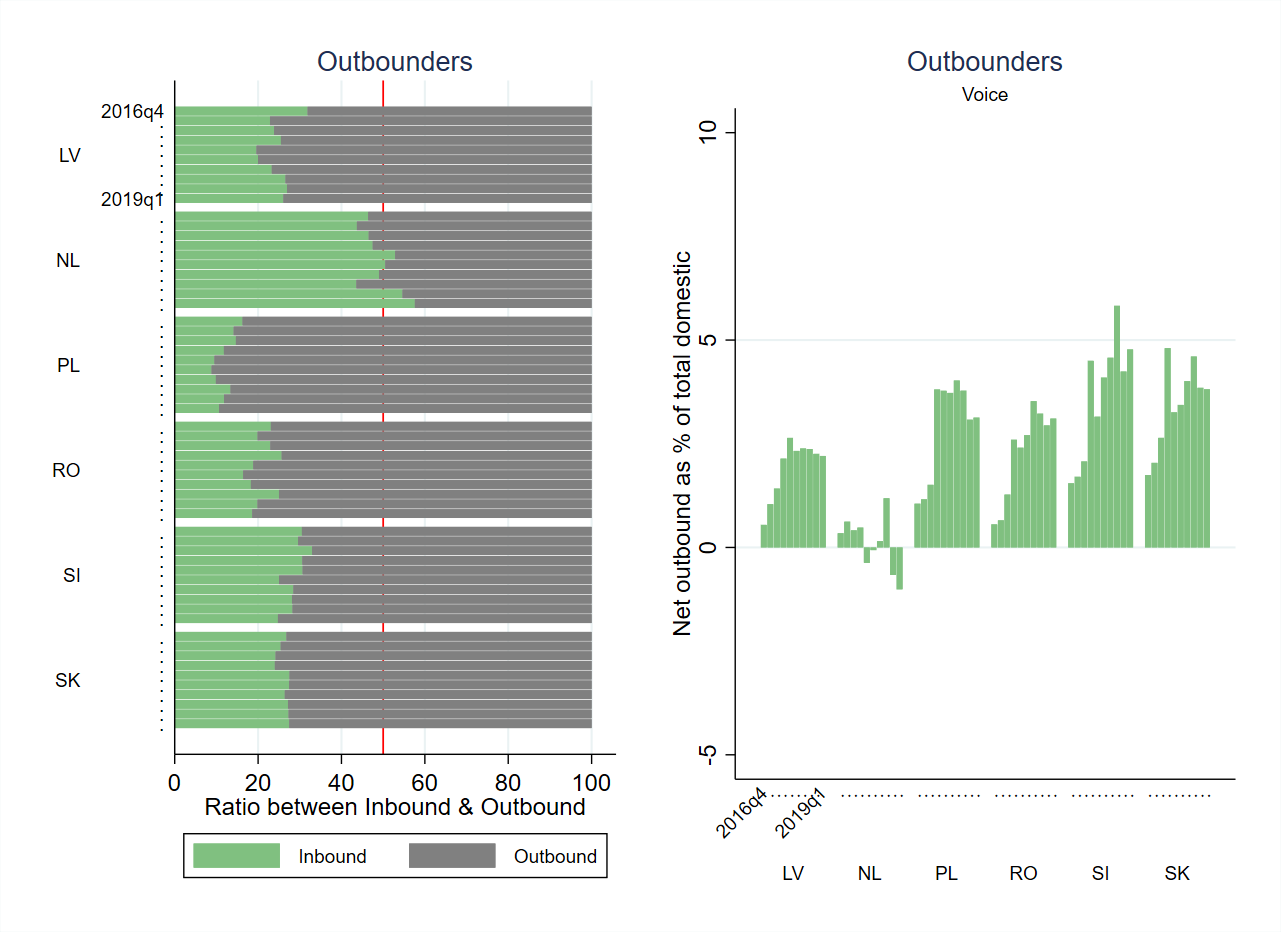 Outbounders
2016q4
LV
2019q1
NL
PL
RO
SI
SK
0 20 40 60 80 100
Ratio between Inbound & Outbound
Inbound Outbound
Outbounders
Voice
10
5
0
-5
Net outbound as % of total domestic
2016q4 2019q1
LV NL PL RO SI SK